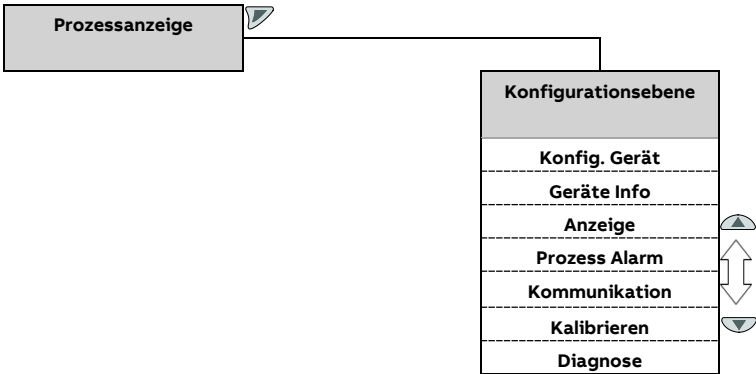 Prozessanzeige
Konfigurationsebene
Konfig. Gerät
Geräte Info
Anzeige
Prozess Alarm
Kommunikation
Kalibrieren
Diagnose